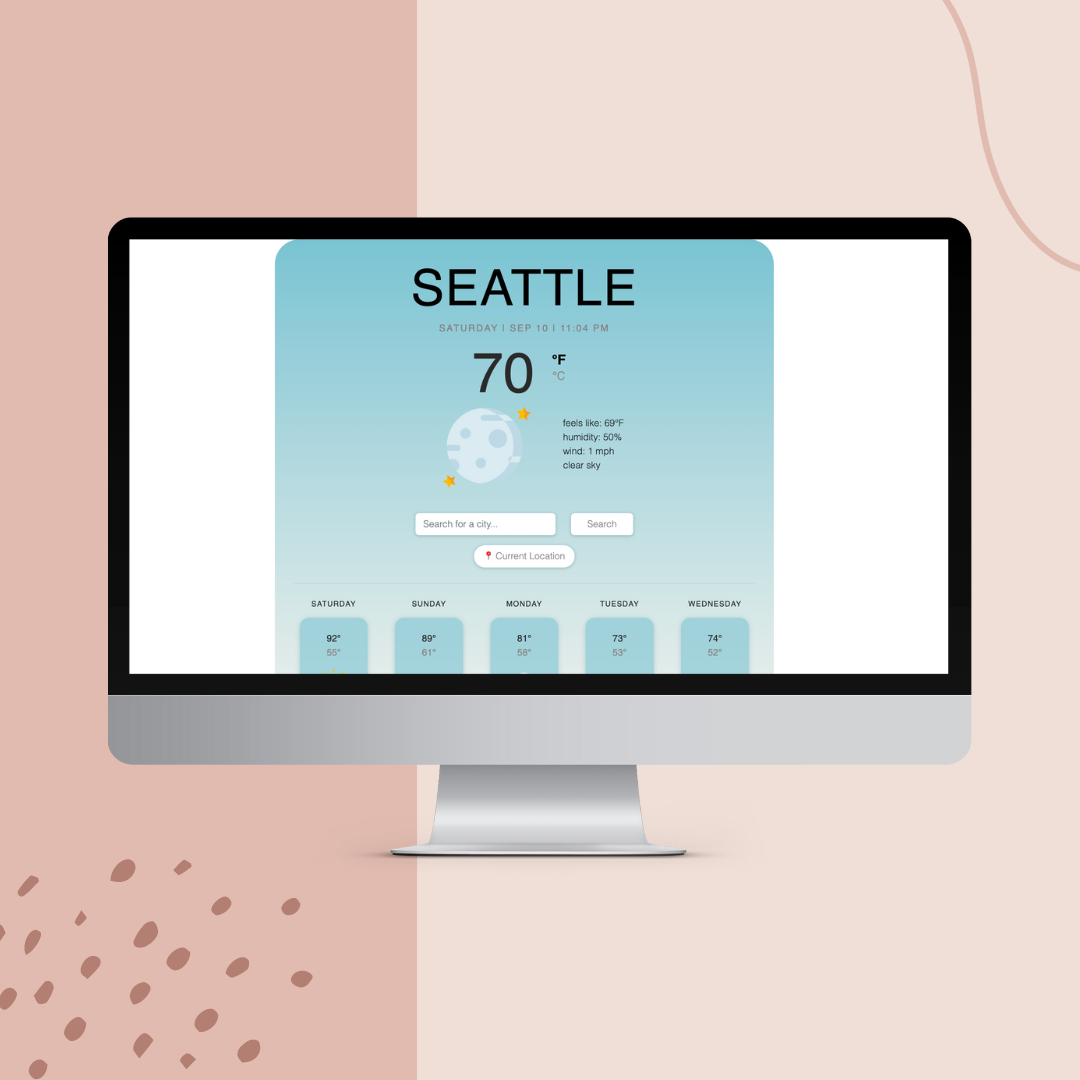 SEATTLE
SATURDAY | SEP 10 | 11:04 PM
70 °F
°C
feels like: 69°F
humidity: 50%
wind: 1 mph
clear sky
Search for a city... Search
📍 Current Location
SATURDAY SUNDAY MONDAY TUESDAY WEDNESDAY
92° 89° 81° 73° 74°
55° 61° 58° 53° 52°